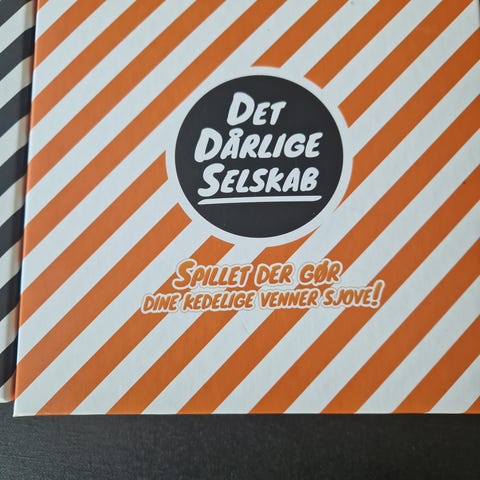 DET
DÅRLIGE
SELSKAB
SPILLET DER GØR
DINE KEDELIGE VENNER SJOVE!